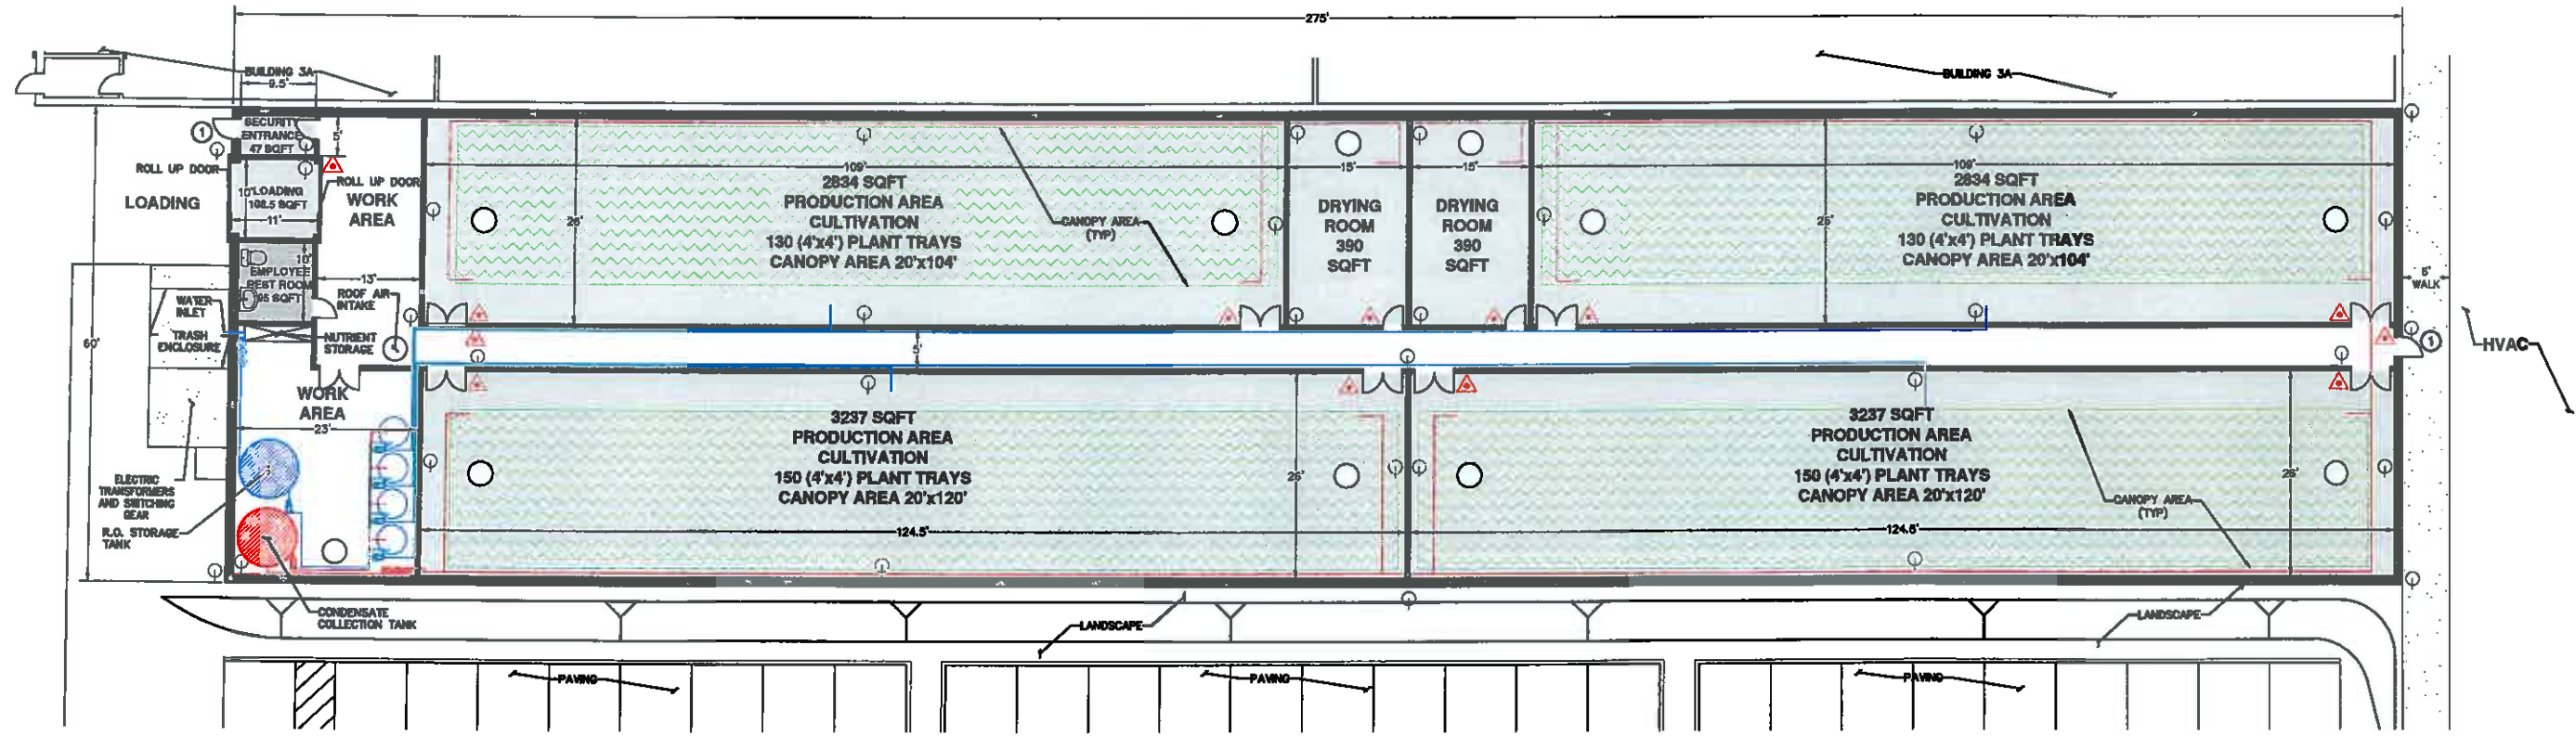 275'
BUILDING 3A
9.5'
BUILDING 3A
1
SECURITY
ENTRANCE
47 SQFT
5'
ROLL UP DOOR
LOADING
10'
LOADING
108.5 SQFT
11'
ROLL UP DOOR
WORK
AREA
10'
EMPLOYEE
REST ROOM
95 SQFT
13'
ROOF AIR
INTAKE
WATER
INLET
TRASH
ENCLOSURE
NUTRIENT
STORAGE
60'
WORK
AREA
23'
ELECTRIC
TRANSFORMERS
AND SWITCHING
GEAR
R.O. STORAGE
TANK
CONDENSATE
COLLECTION TANK
109'
26'
2834 SQFT
PRODUCTION AREA
CULTIVATION
130 (4'x4') PLANT TRAYS
CANOPY AREA 20'x104'
CANOPY AREA
(TYP)
15'
DRYING
ROOM
390
SQFT
15'
DRYING
ROOM
390
SQFT
109'
2834 SQFT
PRODUCTION AREA
CULTIVATION
130 (4'x4') PLANT TRAYS
CANOPY AREA 20'x104'
WALK
1
HVAC
5'
3237 SQFT
PRODUCTION AREA
CULTIVATION
150 (4'x4') PLANT TRAYS
CANOPY AREA 20'x120'
26'
124.5'
3237 SQFT
PRODUCTION AREA
CULTIVATION
150 (4'x4') PLANT TRAYS
CANOPY AREA 20'x120'
26'
CANOPY AREA
(TYP)
124.5'
LANDSCAPE
LANDSCAPE
PAVING
PAVING
PAVING